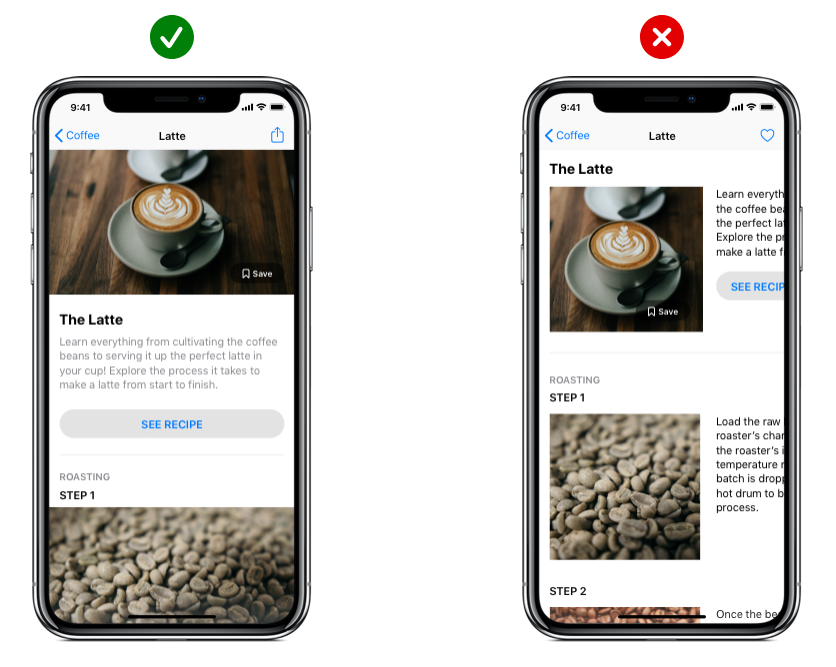 9:41
Coffee
Latte
Save
The Latte
Learn everything from cultivating the coffee
beans to serving it up the perfect latte in
your cup! Explore the process it takes to
make a latte from start to finish.
SEE RECIPE
ROASTING
STEP 1
9:41
Coffee
Latte
The Latte
Learn everyth
the coffee bea
the perfect lat
Explore the pr
make a latte f
SEE RECIP
Save
ROASTING
STEP 1
Load the raw
roaster's char
the roaster's i
temperature r
batch is dropp
hot drum to b
process.
STEP 2
Once the be